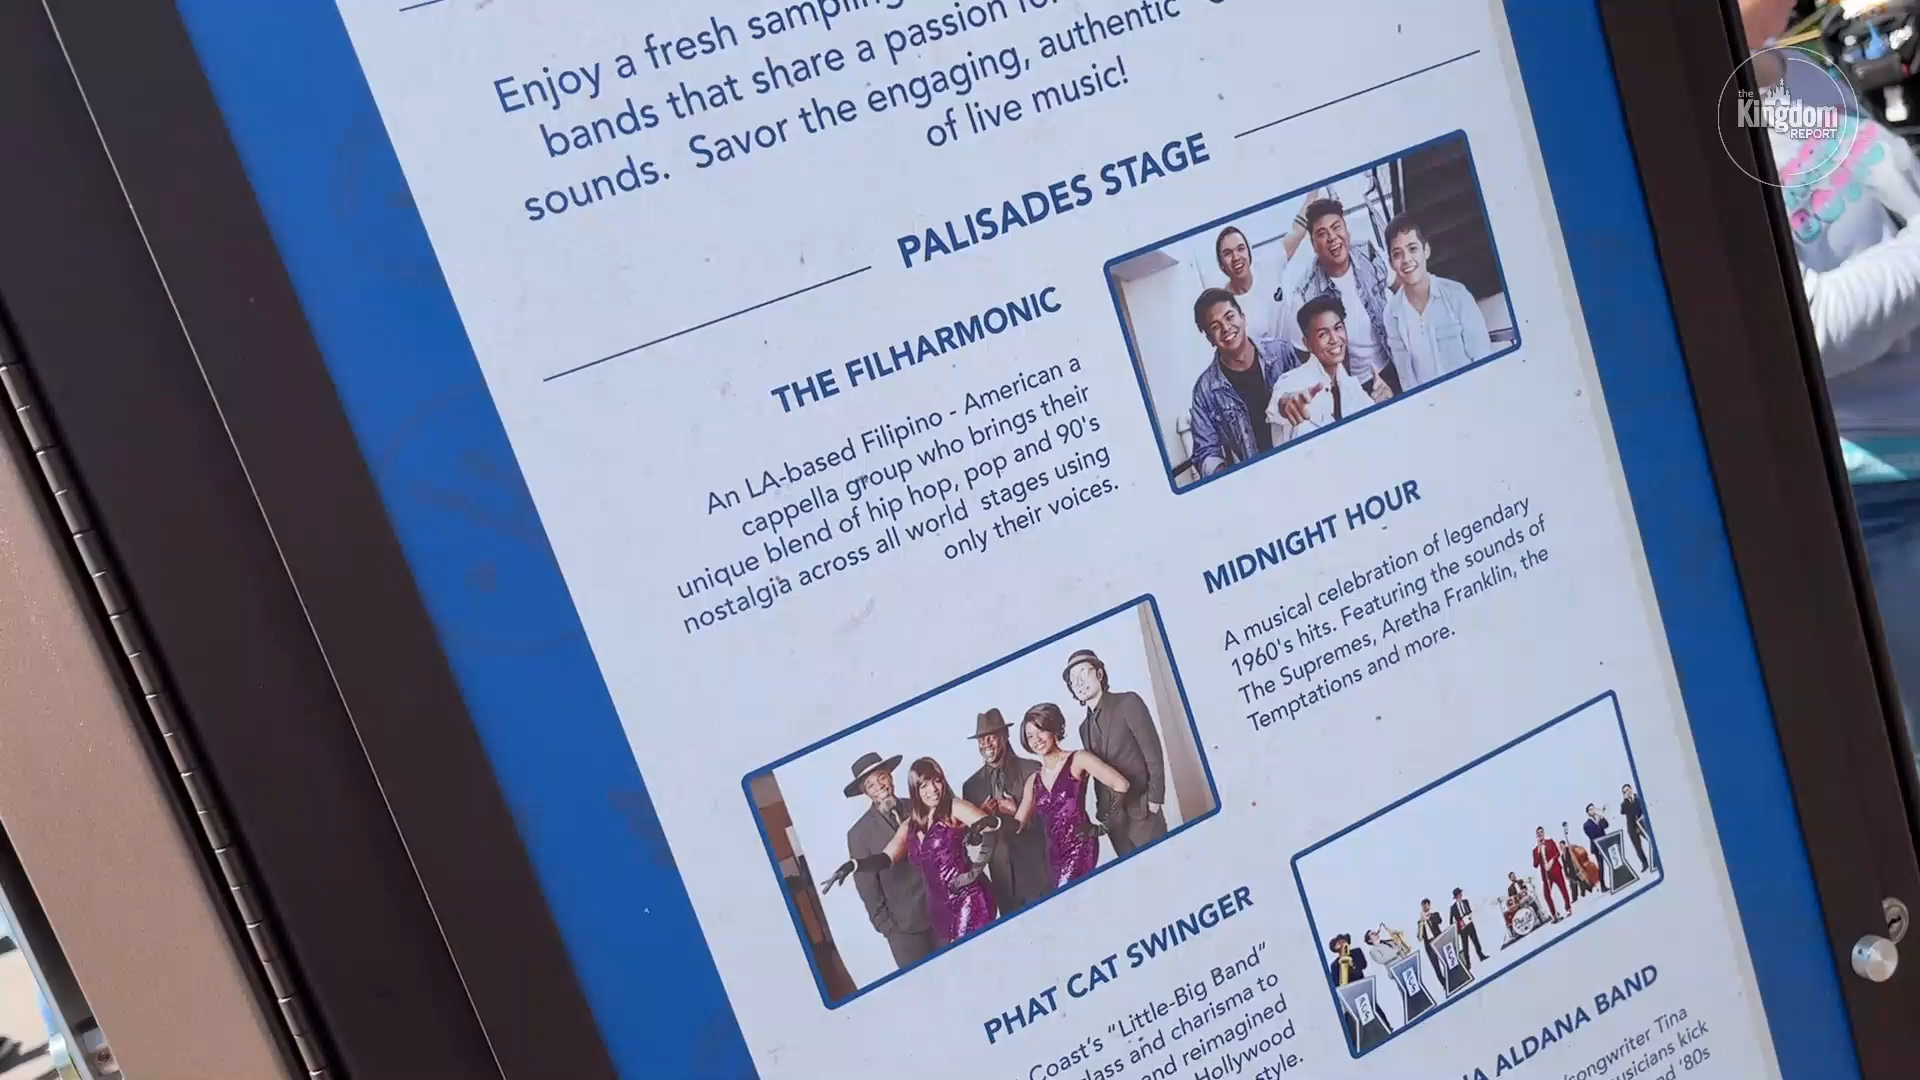 Enjoy a fresh sampling
bands that share a passion
sounds. Savor the engaging, authentic
of live music!
PALISADES STAGE
THE FILHARMONIC
An LA-based Filipino - American a
cappella group who brings their
unique blend of hip hop, pop and 90's
nostalgia across all world stages using
only their voices.
MIDNIGHT HOUR
A musical celebration of legendary
1960's hits. Featuring the sounds of
The Supremes, Aretha Franklin, the
Temptations and more.
PHAT CAT SWINGER
Coast's "Little-Big Band"
and charisma to
and reimagined
Hollywood
style.
ALDANA BAND
songwriter Tina
kick
'80s
the
Kingdom
REPORT